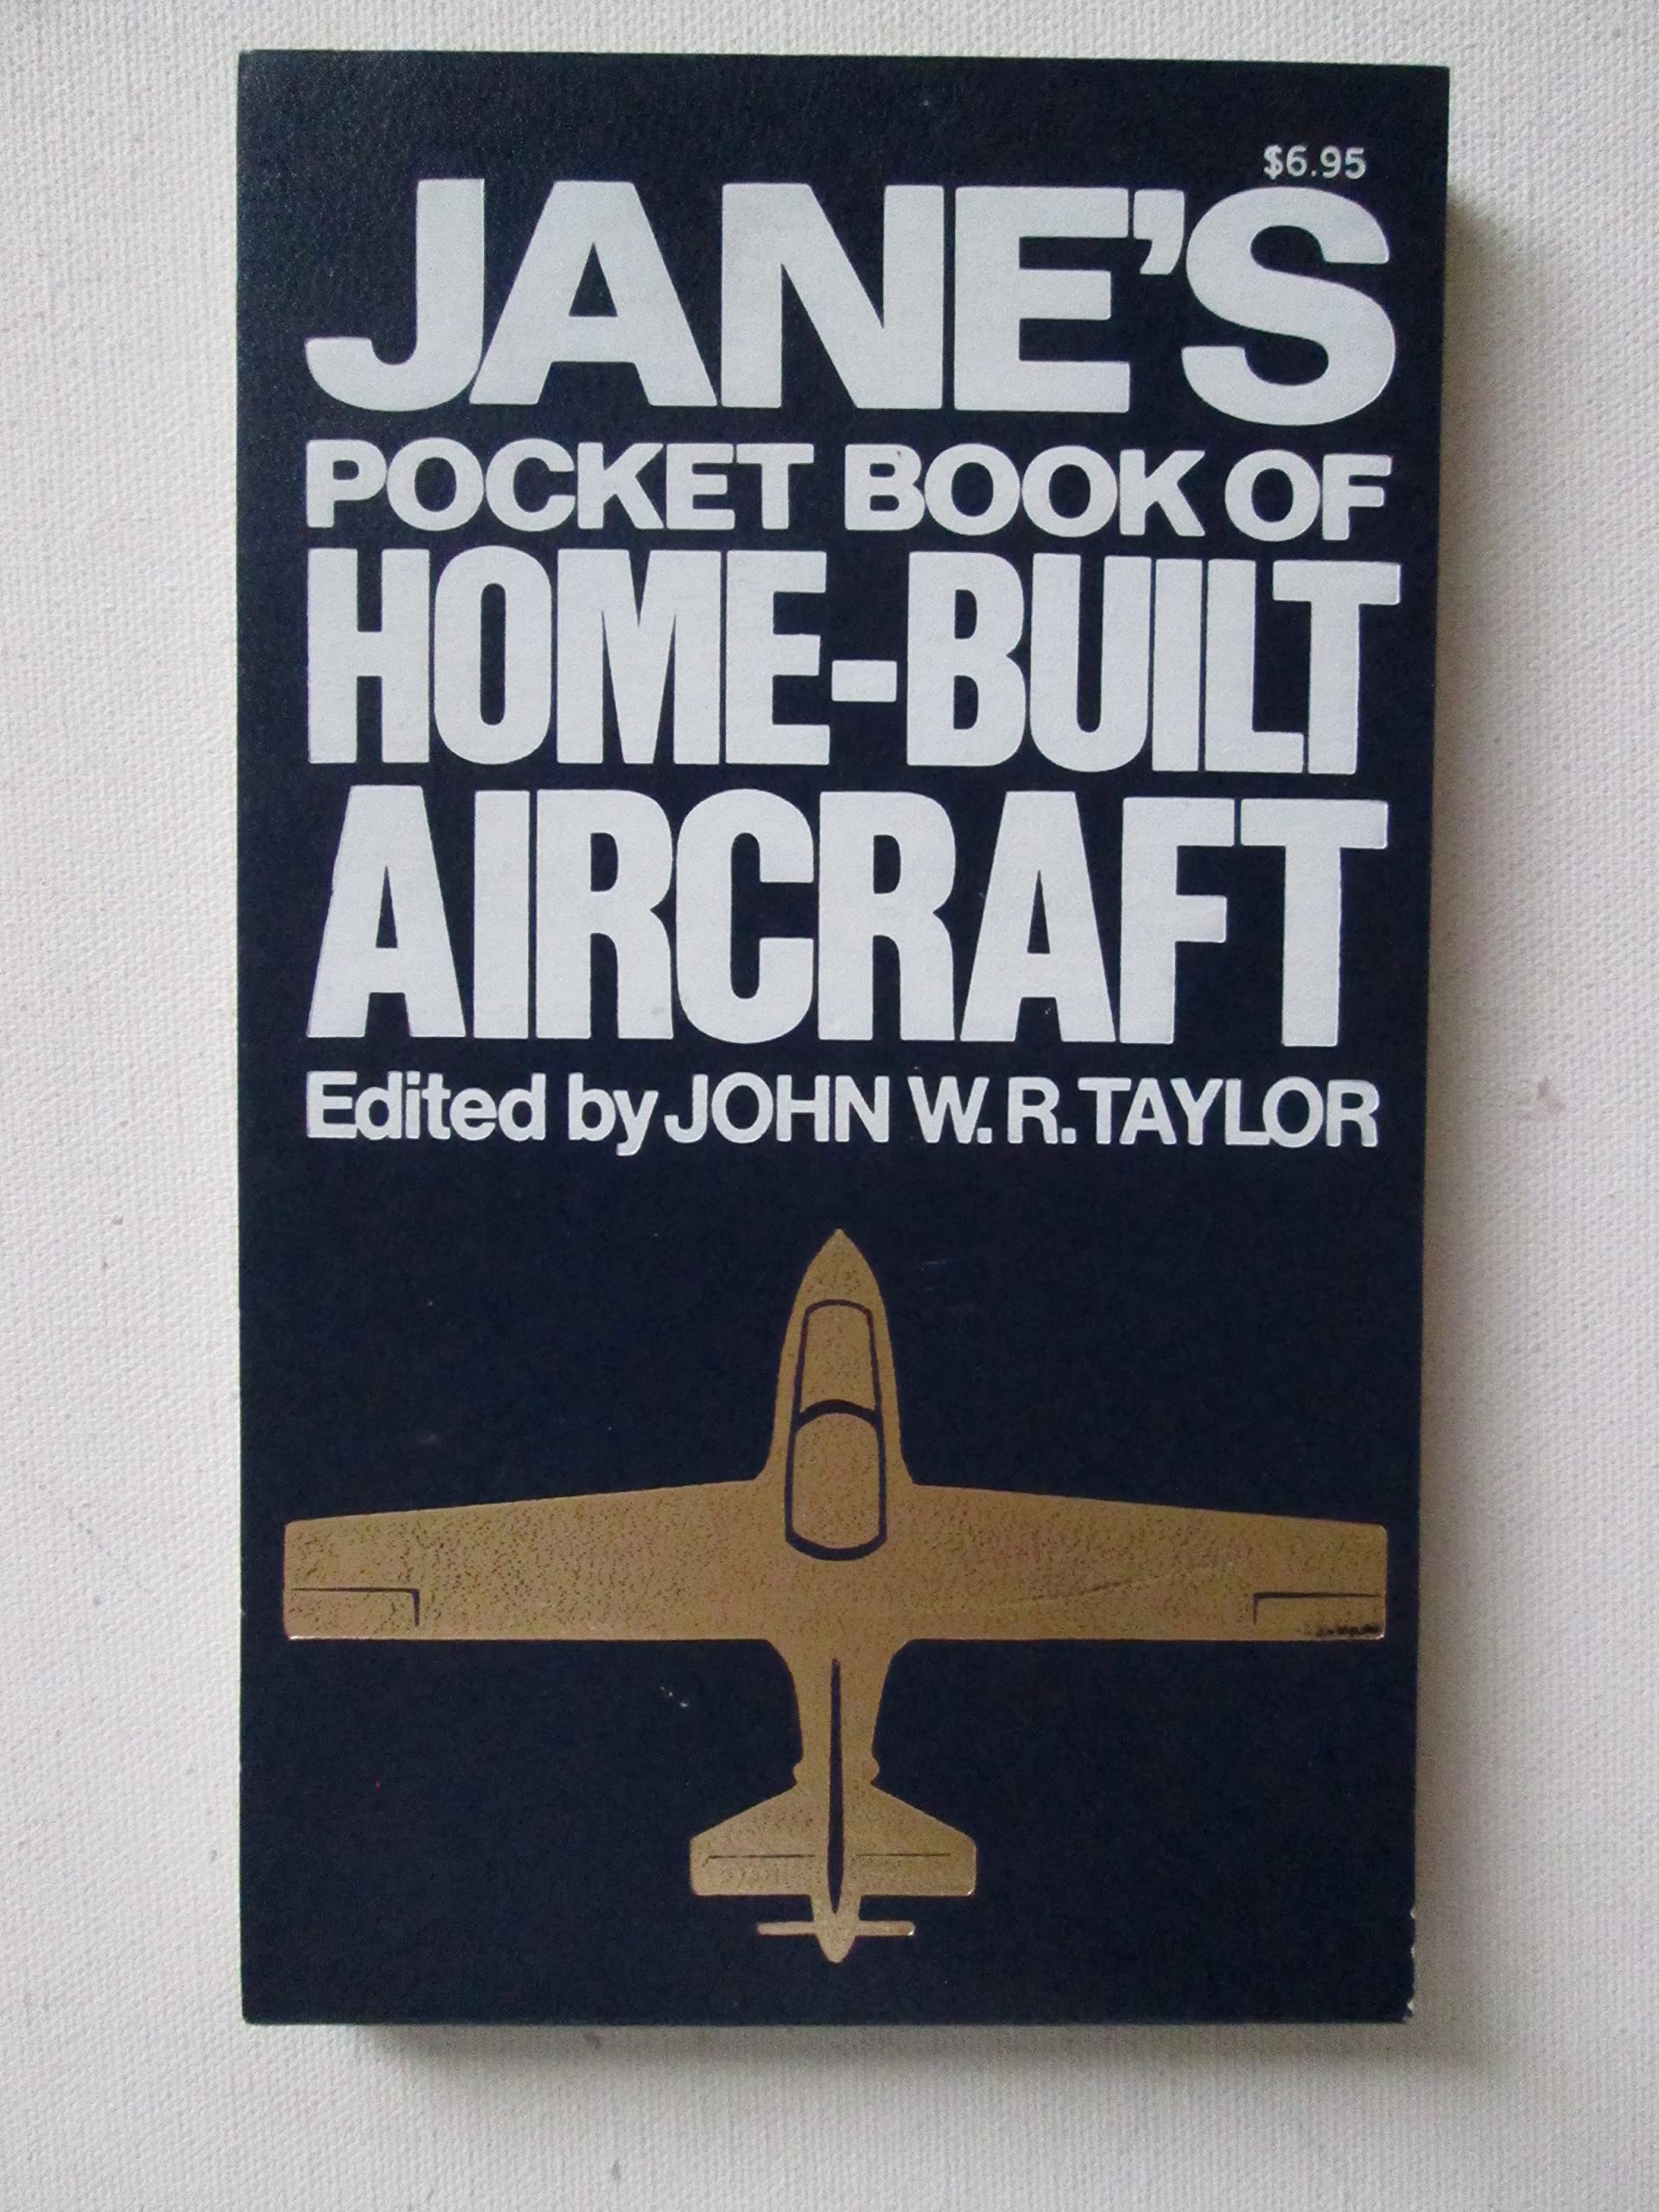 $6.95
JANE'S
POCKET BOOK OF
HOME-BUILT
AIRCRAFT
Edited by JOHN W. R. TAYLOR